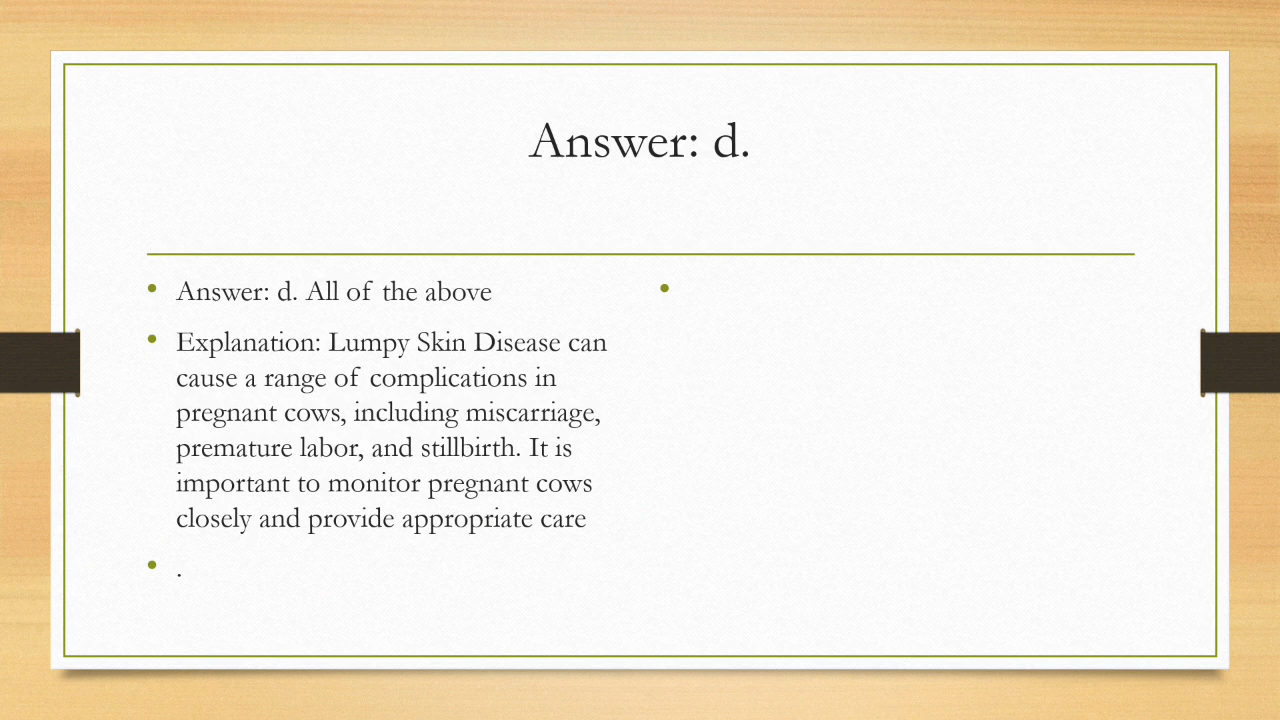 Answer: d.
• Answer: d. All of the above
• Explanation: Lumpy Skin Disease can
cause a range of complications in
pregnant cows, including miscarriage,
premature labor, and stillbirth. It is
important to monitor pregnant cows
closely and provide appropriate care
• .
•